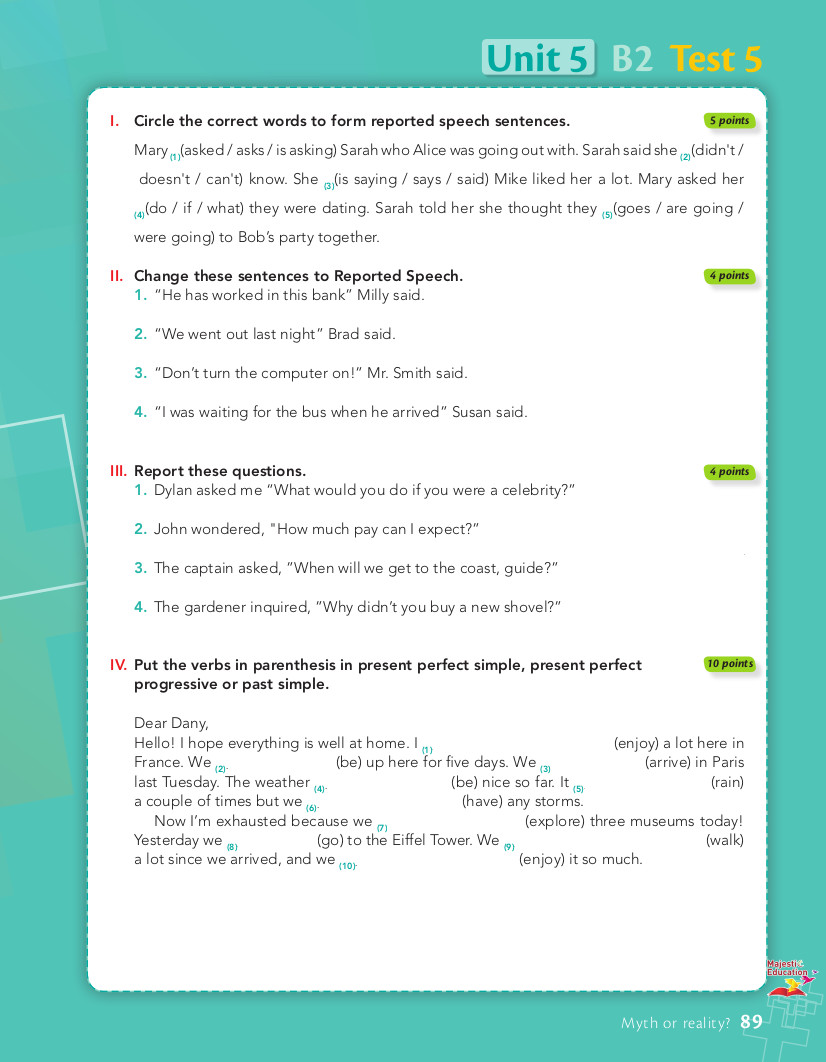 Unit 5 B2 Test 5
I. Circle the correct words to form reported speech sentences. 5 points
Mary (1)(asked / asks / is asking) Sarah who Alice was going out with. Sarah said she (2)(didn't /
doesn't / can't) know. She (3)(is saying / says / said) Mike liked her a lot. Mary asked her
(4)(do / if / what) they were dating. Sarah told her she thought they (5)(goes / are going /
were going) to Bob’s party together.
II. Change these sentences to Reported Speech. 4 points
1. “He has worked in this bank” Milly said.
2. “We went out last night” Brad said.
3. “Don’t turn the computer on!” Mr. Smith said.
4. “I was waiting for the bus when he arrived” Susan said.
III. Report these questions. 4 points
1. Dylan asked me “What would you do if you were a celebrity?”
2. John wondered, "How much pay can I expect?”
3. The captain asked, “When will we get to the coast, guide?”
4. The gardener inquired, “Why didn’t you buy a new shovel?”
IV. Put the verbs in parenthesis in present perfect simple, present perfect 10 points
progressive or past simple.
Dear Dany,
Hello! I hope everything is well at home. I (1) (enjoy) a lot here in
France. We (2). (be) up here for five days. We (3) (arrive) in Paris
last Tuesday. The weather (4). (be) nice so far. It (5) (rain)
a couple of times but we (6). (have) any storms.
Now I’m exhausted because we (7) (explore) three museums today!
Yesterday we (8) (go) to the Eiffel Tower. We (9) (walk)
a lot since we arrived, and we (10). (enjoy) it so much.
Majestic
Education
Myth or reality? 89